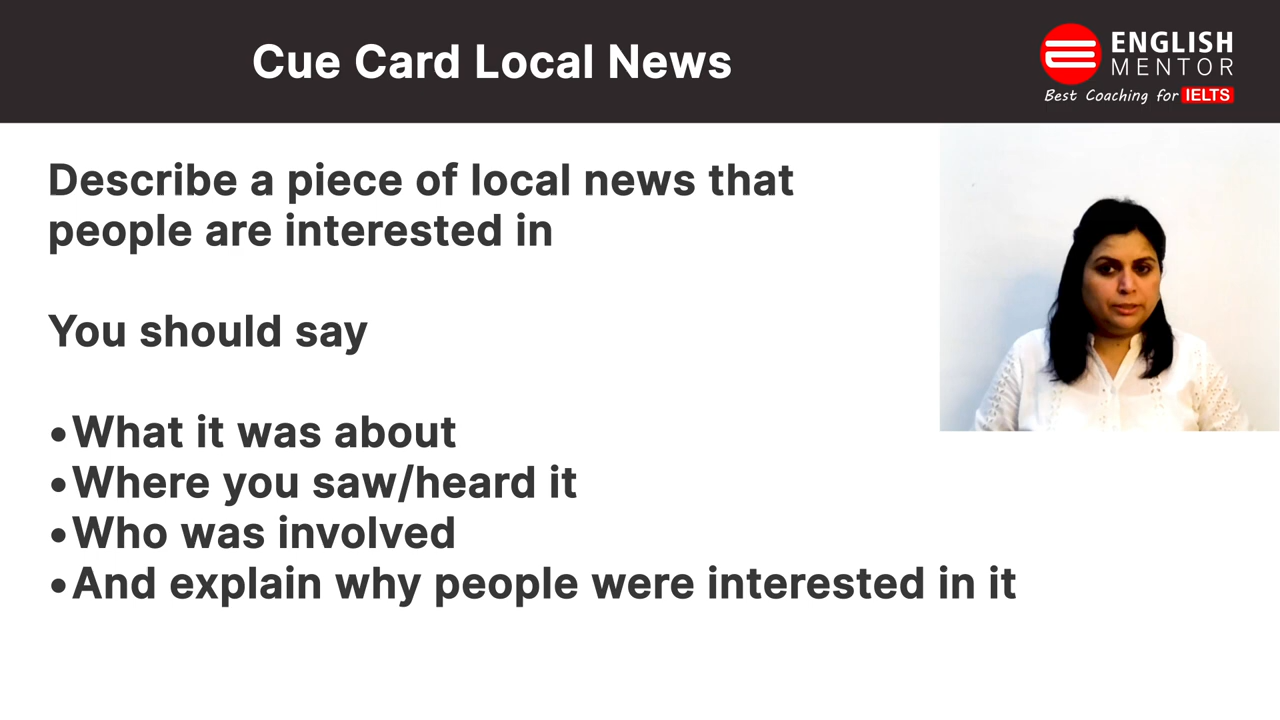 Cue Card Local News
ENGLISH
MENTOR
Best Coaching for IELTS
Describe a piece of local news that
people are interested in
You should say
•What it was about
•Where you saw/heard it
•Who was involved
•And explain why people were interested in it